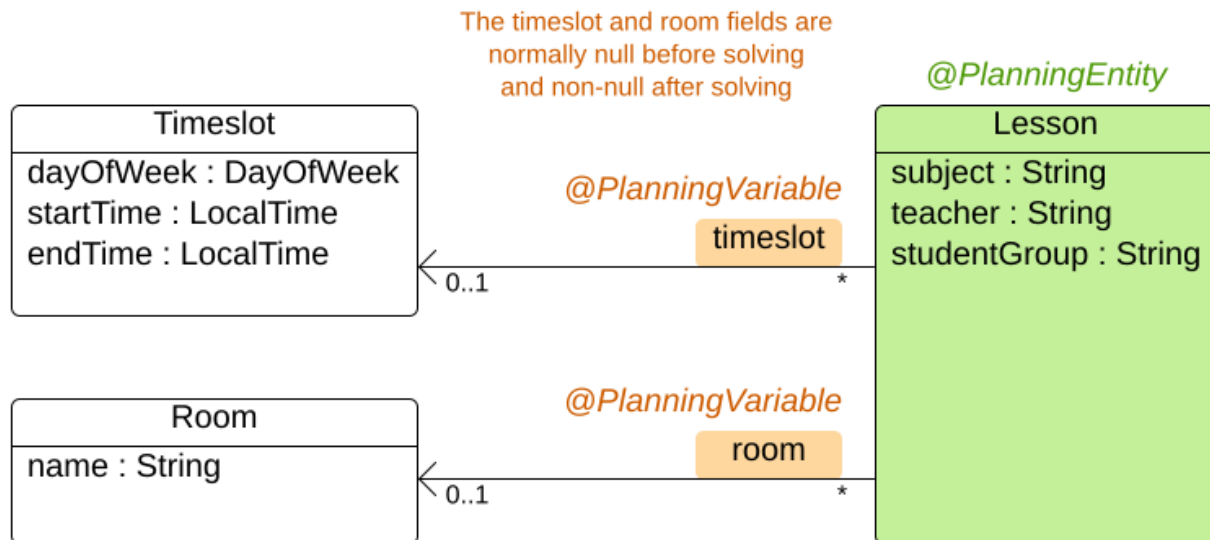 The timeslot and room fields are
normally null before solving
and non-null after solving
@PlanningEntity
Timeslot
dayOfWeek : DayOfWeek
startTime : LocalTime
endTime : LocalTime
@PlanningVariable
timeslot
0..1
*
Lesson
subject : String
teacher : String
studentGroup : String
Room
name : String
@PlanningVariable
room
0..1
*